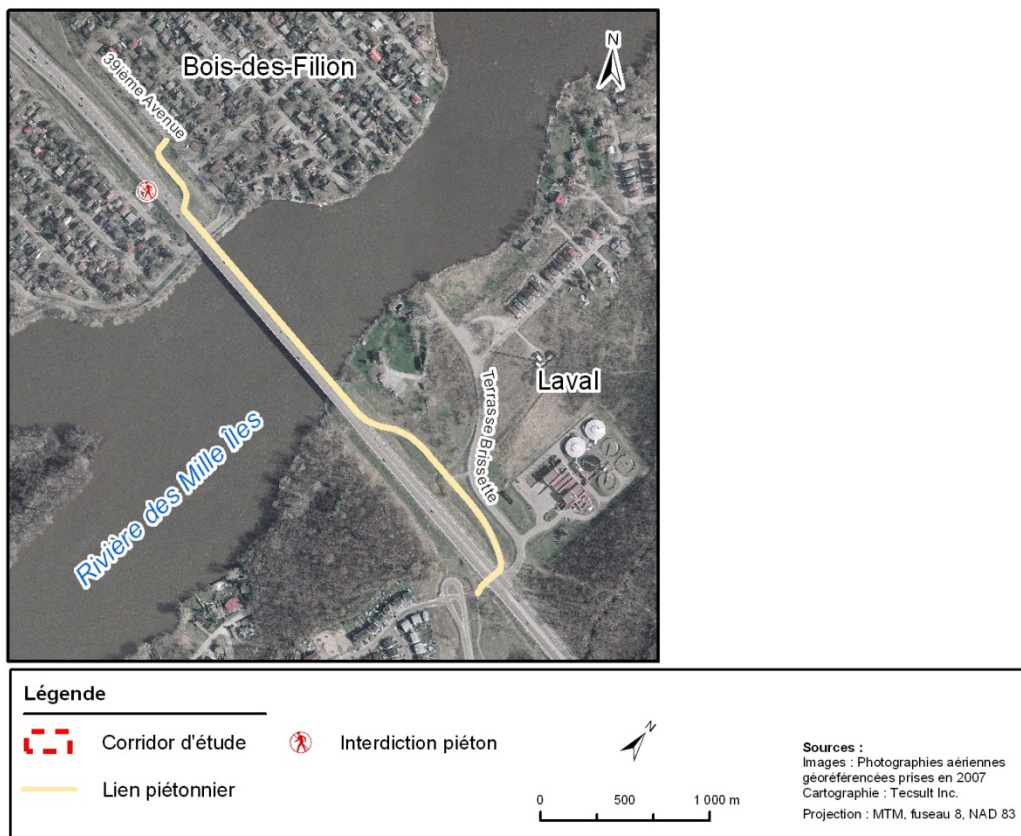 N
39ième Avenue
Bois-des-Filion
Laval
Terrasse Brissette
Rivière des Mille Îles
Légende
Corridor d'étude
Interdiction piéton
Lien piétonnier
N
0 500 1 000 m
Sources :
Images : Photographies aériennes
géoréférencées prises en 2007
Cartographie : Tecsult Inc.
Projection : MTM, fuseau 8, NAD 83